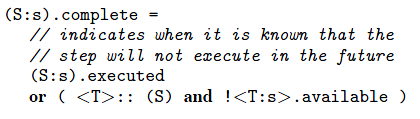 (S:s).complete =
// indicates when it is known that the
// step will not execute in the future
(S:s).executed
or ( <T>:: (S) and !<T:s>.available )